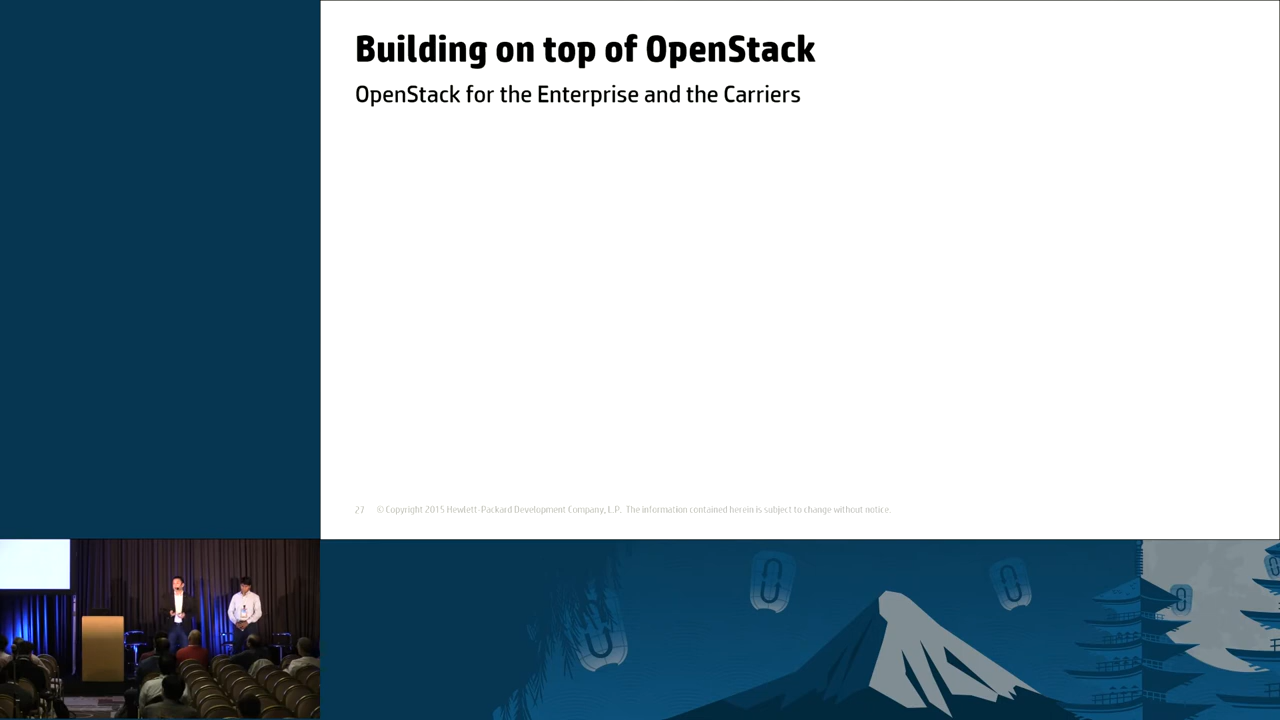 Building on top of OpenStack
OpenStack for the Enterprise and the Carriers
27 © Copyright 2015 Hewlett-Packard Development Company, L.P. The information contained herein is subject to change without notice.